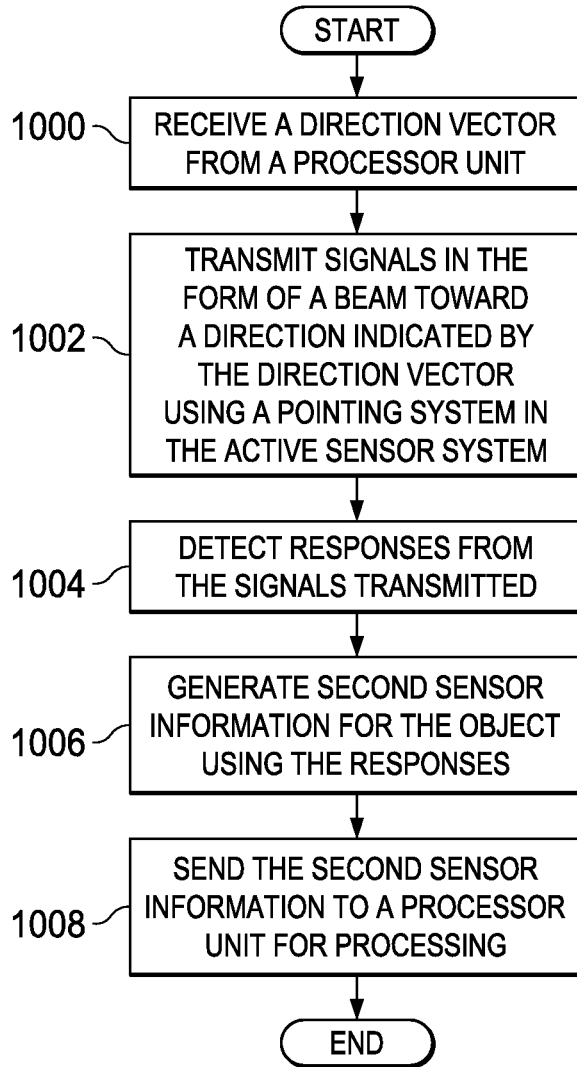 START
1000
RECEIVE A DIRECTION VECTOR
FROM A PROCESSOR UNIT
1002
TRANSMIT SIGNALS IN THE
FORM OF A BEAM TOWARD
A DIRECTION INDICATED BY
THE DIRECTION VECTOR
USING A POINTING SYSTEM IN
THE ACTIVE SENSOR SYSTEM
1004
DETECT RESPONSES FROM
THE SIGNALS TRANSMITTED
1006
GENERATE SECOND SENSOR
INFORMATION FOR THE OBJECT
USING THE RESPONSES
1008
SEND THE SECOND SENSOR
INFORMATION TO A PROCESSOR
UNIT FOR PROCESSING
END